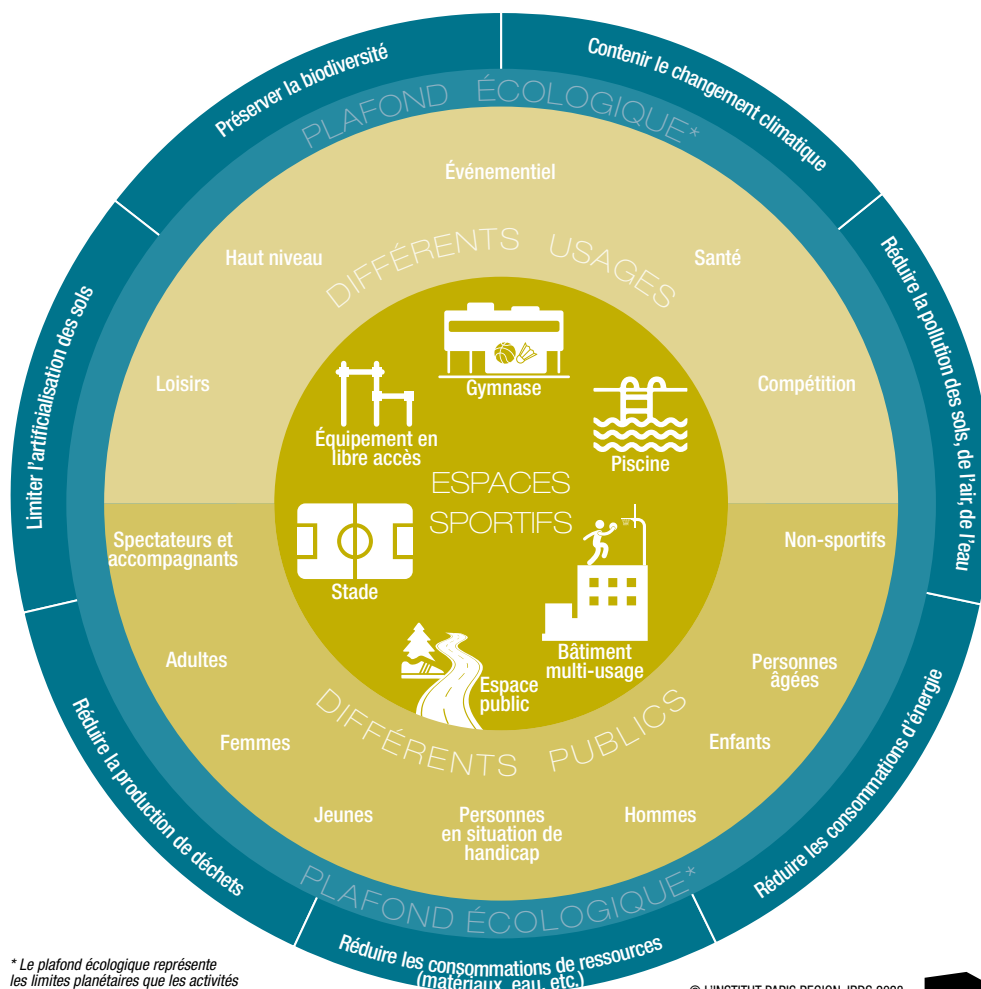 Préserver la biodiversité
Contenir le changement climatique
PLAFOND ÉCOLOGIQUE*
Événementiel
Haut niveau
DIFFÉRENTS USAGES
Santé
Limiter l'artificialisation des sols
Réduire la pollution des sols, de l'air, de l'eau
Loisirs
Gymnase
Compétition
Équipement en
libre accès
Piscine
ESPACES
SPORTIFS
Spectateurs et
accompagnants
Non-sportifs
Stade
Bâtiment
multi-usage
Adultes
Personnes
âgées
Espace
public
DIFFÉRENTS PUBLICS
Femmes
Enfants
Jeunes
Personnes
en situation de
handicap
Hommes
Réduire la production de déchets
Réduire les consommations d'énergie
PLAFOND ÉCOLOGIQUE*
Réduire les consommations de ressources
(matériaux, eau, etc.)
* Le plafond écologique représente
les limites planétaires que les activités
© L'INSTITUT PARIS REGION, IRDS